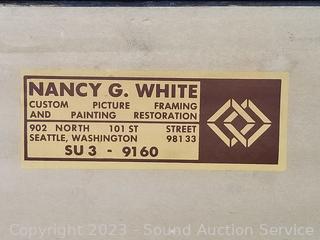 NANCY G. WHITE
CUSTOM PICTURE FRAMING
AND PAINTING RESTORATION
902 NORTH 101 ST STREET
SEATTLE, WASHINGTON 98133
SU 3 - 9160
Copyright 2023 - Sound Auction Service